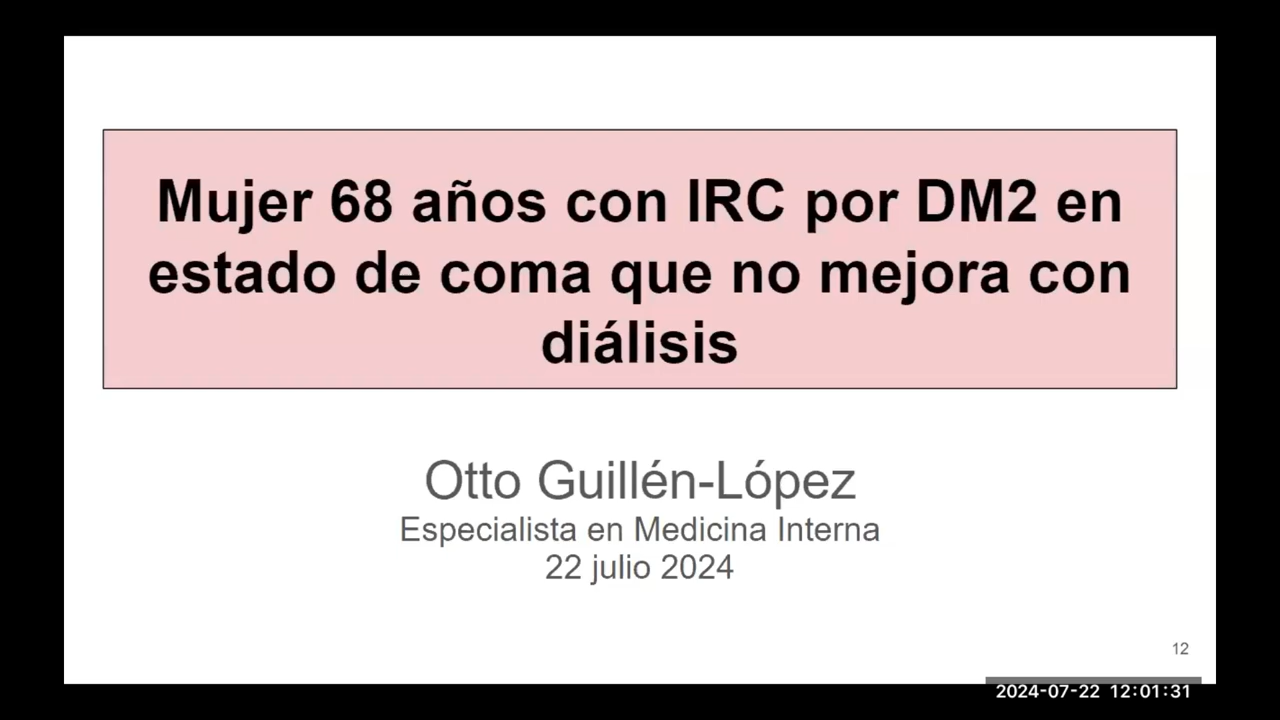 Mujer 68 años con IRC por DM2 en
estado de coma que no mejora con
diálisis
Otto Guillén-López
Especialista en Medicina Interna
22 julio 2024
12
2024-07-22 12:01:31